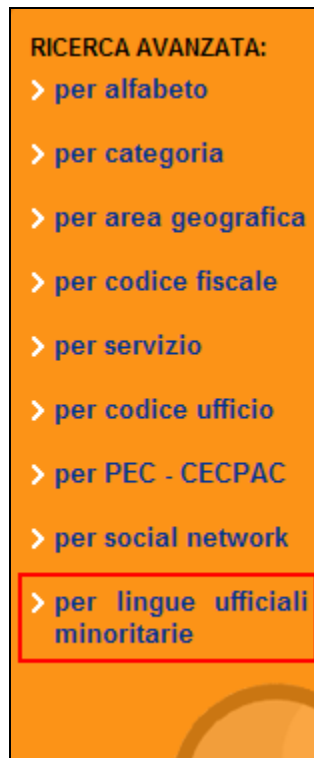 RICERCA AVANZATA:
per alfabeto
per categoria
per area geografica
per codice fiscale
per servizio
per codice ufficio
per PEC - CECPAC
per social network
per lingue ufficiali
minoritarie